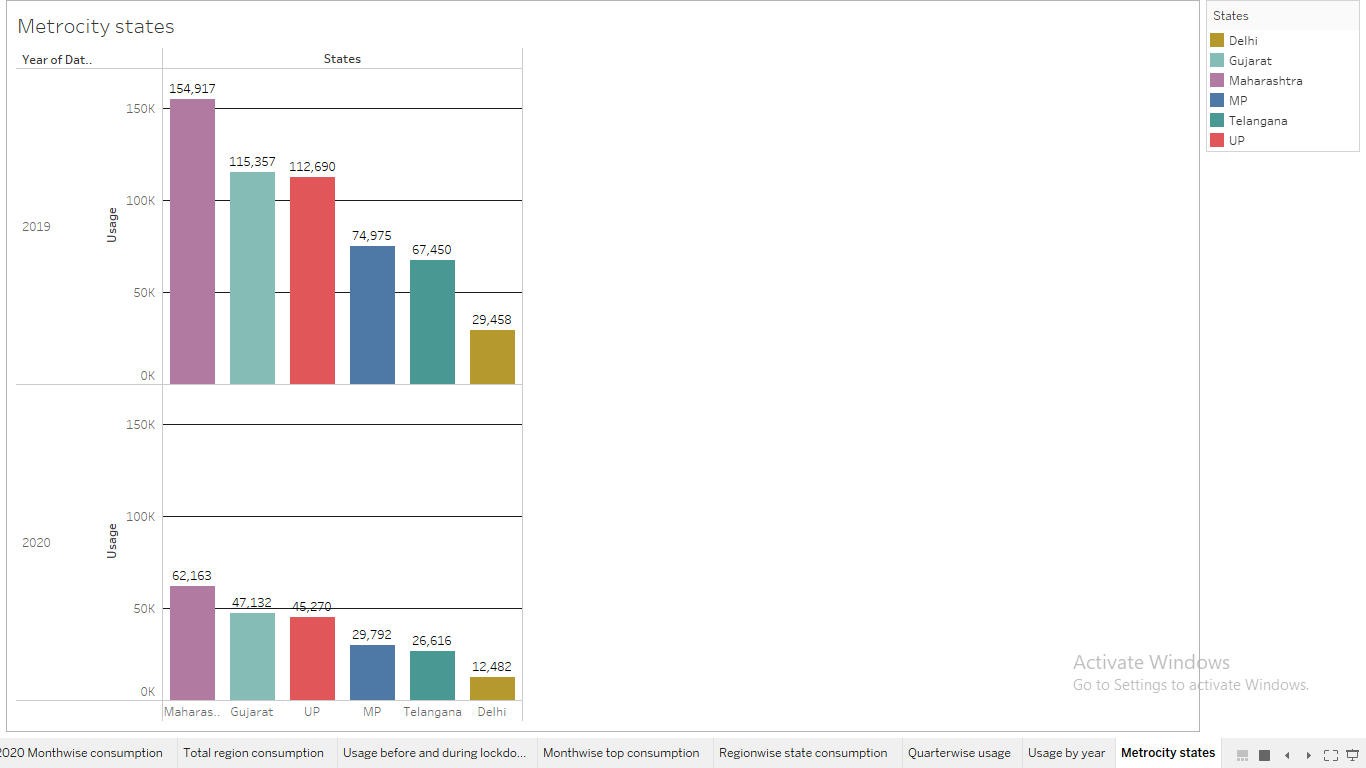 Metrocity states
Year of Dat..
States
154,917
150K
115,357
112,690
100K
2019
Usage
74,975
67,450
50K
29,458
0K
150K
100K
2020
Usage
62,163
50K
47,132
45,270
29,792
26,616
12,482
0K
Maharas..
Gujarat
UP
MP
Telangana
Delhi
States
Delhi
Gujarat
Maharashtra
MP
Telangana
UP
Activate Windows
Go to Settings to activate Windows.
2020 Monthwise consumption
Total region consumption
Usage before and during lockdo...
Monthwise top consumption
Regionwise state consumption
Quarterwise usage
Usage by year
Metrocity states